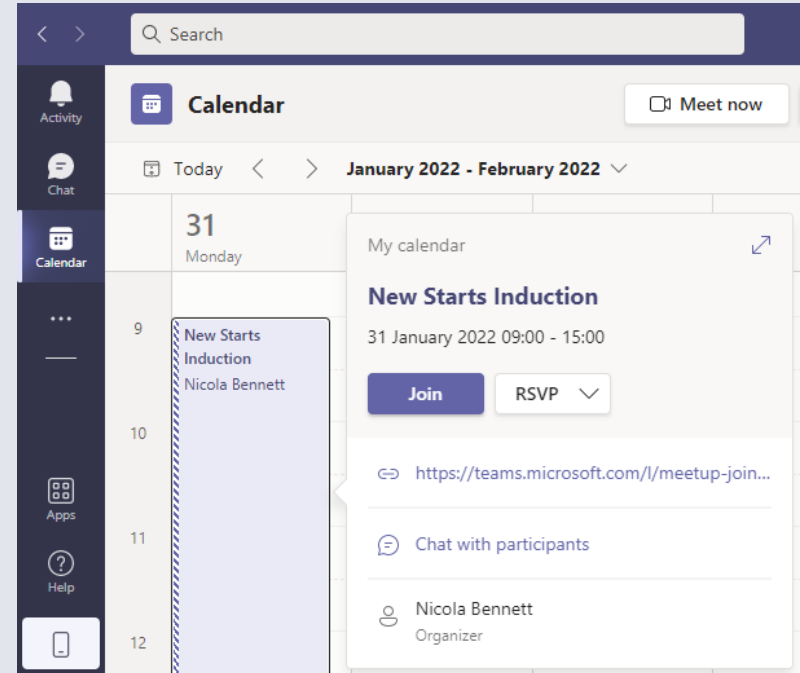 Search
Activity
Chat
Calendar
Apps
Help
Calendar
Meet now
Today
January 2022 - February 2022
31
Monday
9
10
11
12
New Starts
Induction
Nicola Bennett
My calendar
New Starts Induction
31 January 2022 09:00 - 15:00
Join
RSVP
https://teams.microsoft.com/l/meetup-join...
Chat with participants
Nicola Bennett
Organizer